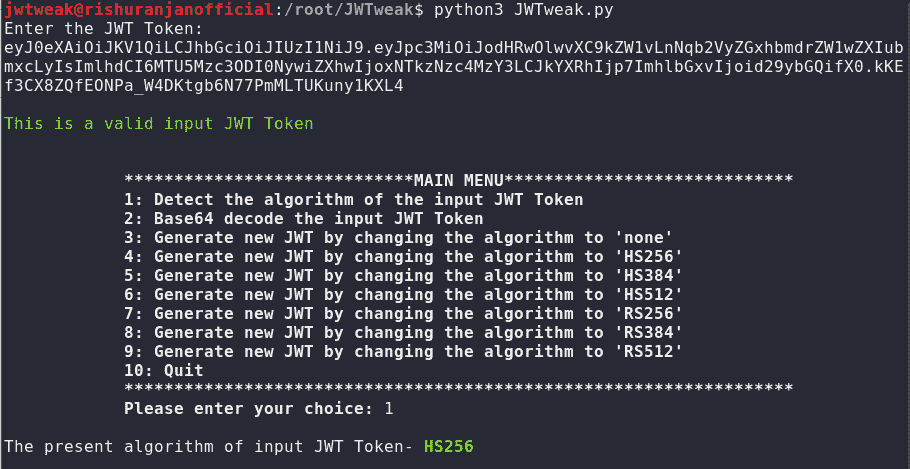 jwtweak@rishuranjanofficial:/root/JWTweak$ python3 JWTweak.py
Enter the JWT Token:
eyJ0eXAiOiJKV1QiLCJhbGciOiJIUzI1NiJ9.eyJpc3MiOiJodHRwOlwvXC9kZW1vLnNqb2VyZGxhbmdrZW1wZXIub
mxcLyIsImlhdCI6MTU5Mzc3ODI0NywiZXhwIjoxNTkzNzc4MzY3LCJkYXRhIjp7ImhlbGxvIjoid29ybGQifX0.kKE
f3CX8ZQfEONPa_W4DKtgb6N77PmMLTUKuny1KXL4
This is a valid input JWT Token
*****************************MAIN MENU*****************************
1: Detect the algorithm of the input JWT Token
2: Base64 decode the input JWT Token
3: Generate new JWT by changing the algorithm to 'none'
4: Generate new JWT by changing the algorithm to 'HS256'
5: Generate new JWT by changing the algorithm to 'HS384'
6: Generate new JWT by changing the algorithm to 'HS512'
7: Generate new JWT by changing the algorithm to 'RS256'
8: Generate new JWT by changing the algorithm to 'RS384'
9: Generate new JWT by changing the algorithm to 'RS512'
10: Quit
*******************************************************************
Please enter your choice: 1
The present algorithm of input JWT Token- HS256